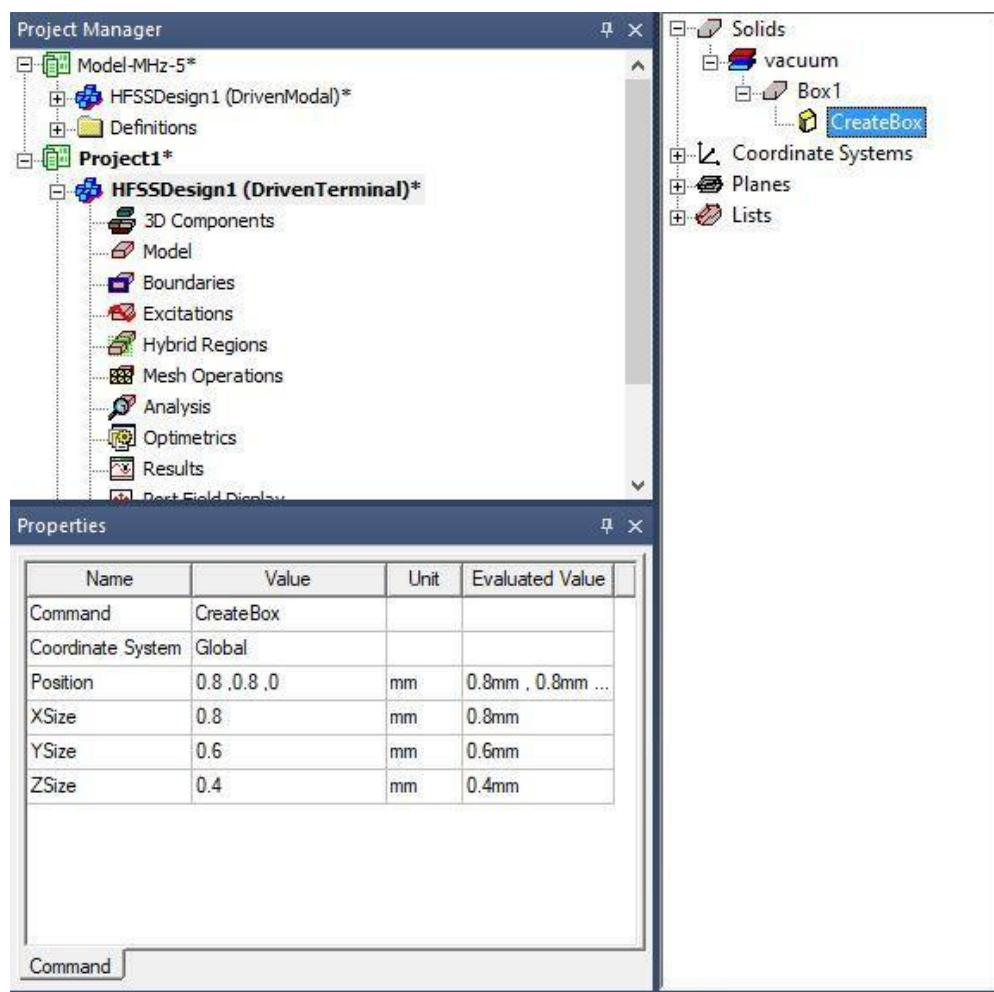 Project Manager
Model-MHz-5*
HFSSDesign1 (DrivenModal)*
Definitions
Project1*
HFSSDesign1 (DrivenTerminal)*
3D Components
Model
Boundaries
Excitations
Hybrid Regions
Mesh Operations
Analysis
Optimetrics
Results
Port Field Display
Solids
vacuum
Box1
CreateBox
Coordinate Systems
Planes
Lists
Properties
Name Value Unit Evaluated Value
Command CreateBox
Coordinate System Global
Position 0.8 ,0.8 ,0 mm 0.8mm , 0.8mm ...
XSize 0.8 mm 0.8mm
YSize 0.6 mm 0.6mm
ZSize 0.4 mm 0.4mm
Command